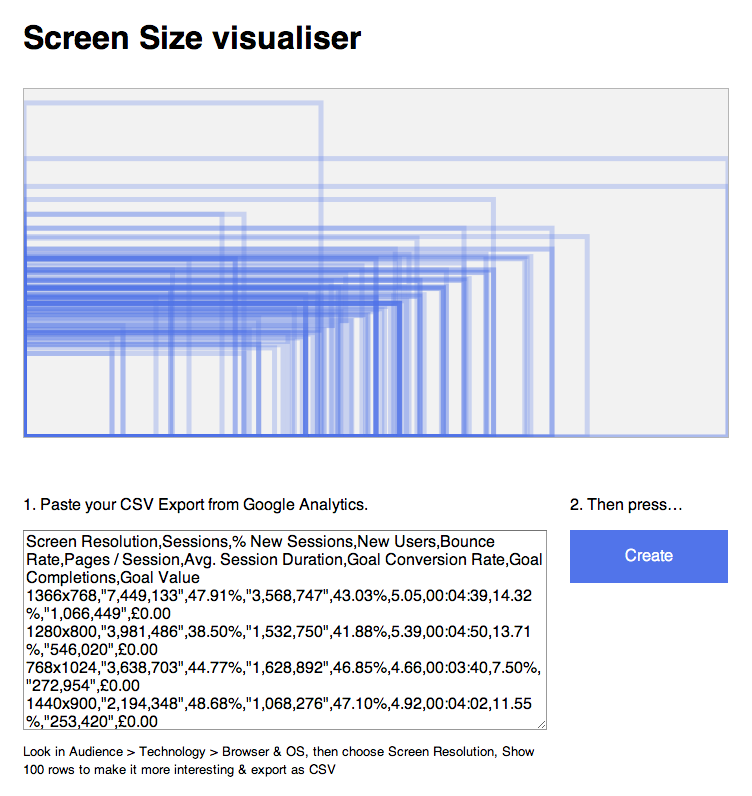 Screen Size visualiser
1. Paste your CSV Export from Google Analytics.
2. Then press…
Screen Resolution,Sessions,% New Sessions,New Users,Bounce
Rate,Pages / Session,Avg. Session Duration,Goal Conversion Rate,Goal
Completions,Goal Value
1366x768,"7,449,133",47.91%,"3,568,747",43.03%,5.05,00:04:39,14.32
%,"1,066,449",£0.00
1280x800,"3,981,486",38.50%,"1,532,750",41.88%,5.39,00:04:50,13.71
%,"546,020",£0.00
768x1024,"3,638,703",44.77%,"1,628,892",46.85%,4.66,00:03:40,7.50%,
"272,954",£0.00
1440x900,"2,194,348",48.68%,"1,068,276",47.10%,4.92,00:04:02,11.55
%,"253,420",£0.00
Create
Look in Audience > Technology > Browser & OS, then choose Screen Resolution, Show
100 rows to make it more interesting & export as CSV